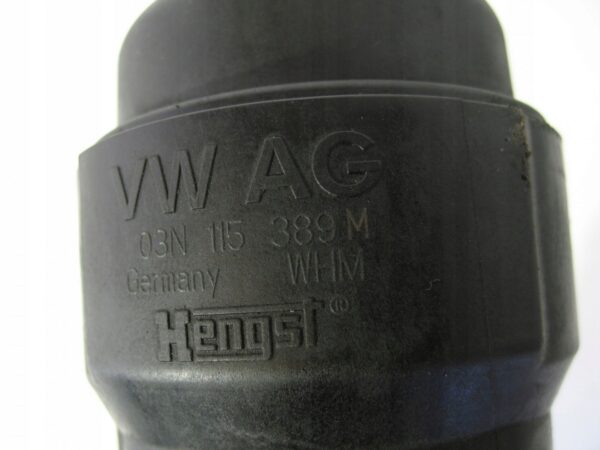 VW AG
03N 115 389 M
Germany WHM
Hengst®